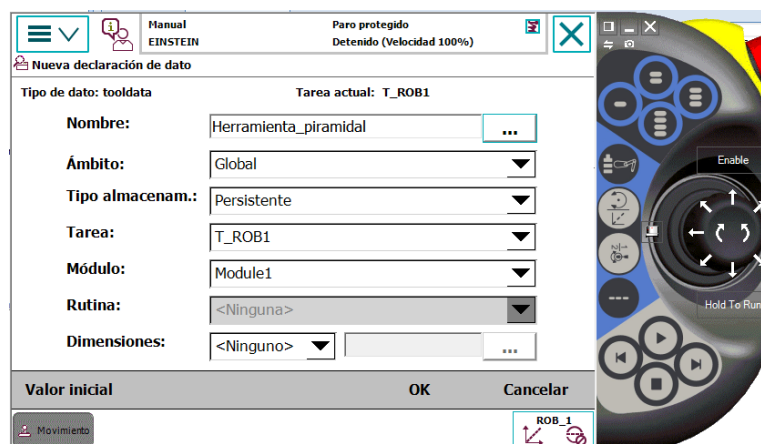 Manual
EINSTEIN
Paro protegido
Detenido (Velocidad 100%)
Nueva declaración de dato
Tipo de dato: tooldata
Tarea actual: T_ROB1
Nombre:
Herramienta_piramidal
...
Ámbito:
Global
Tipo almacenam.:
Persistente
Tarea:
T_ROB1
Módulo:
Module1
Rutina:
<Ninguna>
Dimensiones:
<Ninguno>
...
Valor inicial
OK
Cancelar
Movimiento
ROB_1
Enable
Hold To Run